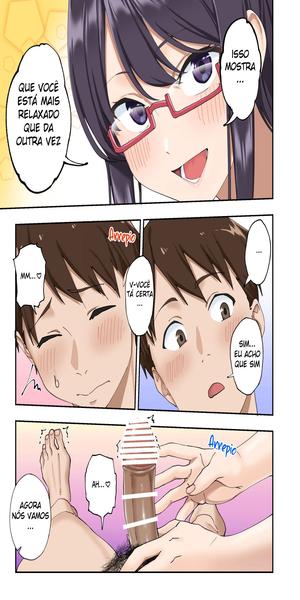 ISSO
MOSTRA
...
QUE VOCÊ
ESTÁ MAIS
RELAXADO
QUE DA
OUTRA VEZ
...
SIM...
EU ACHO
QUE SIM
Arrepio
V-VOCÊ
TÁ CERTA
...
MM...♡
Arrepio
AH...♡
AGORA
NÓS VAMOS
...